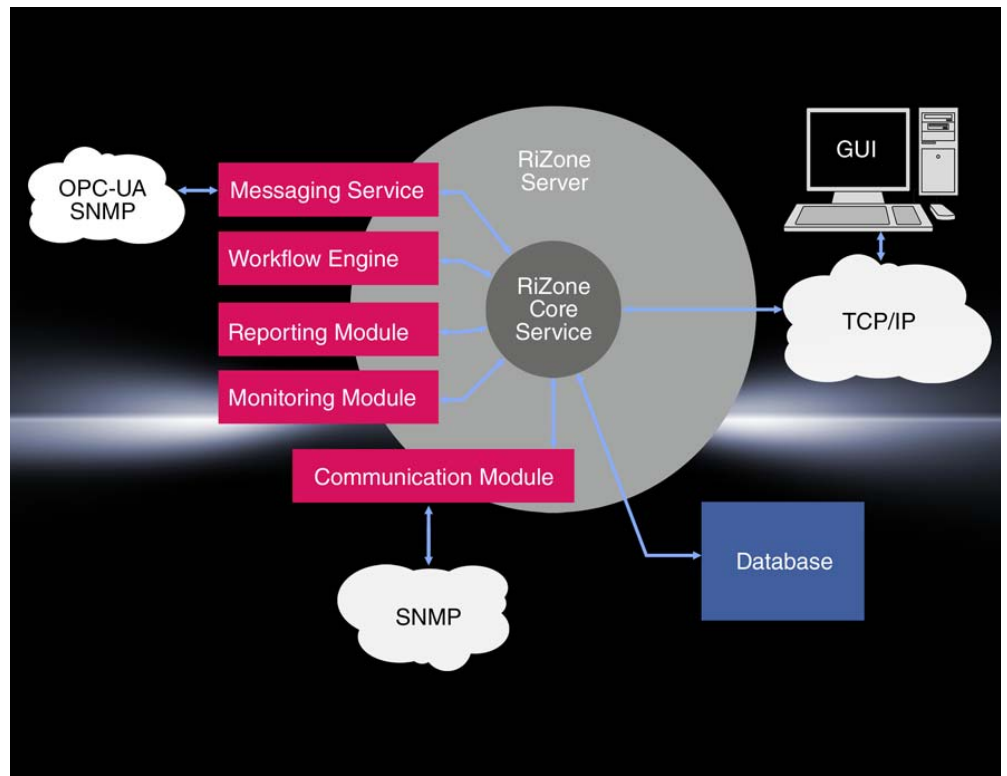 RiZone
Server
GUI
OPC-UA
SNMP
Messaging Service
Workflow Engine
RiZone
Core
Service
TCP/IP
Reporting Module
Monitoring Module
Communication Module
Database
SNMP